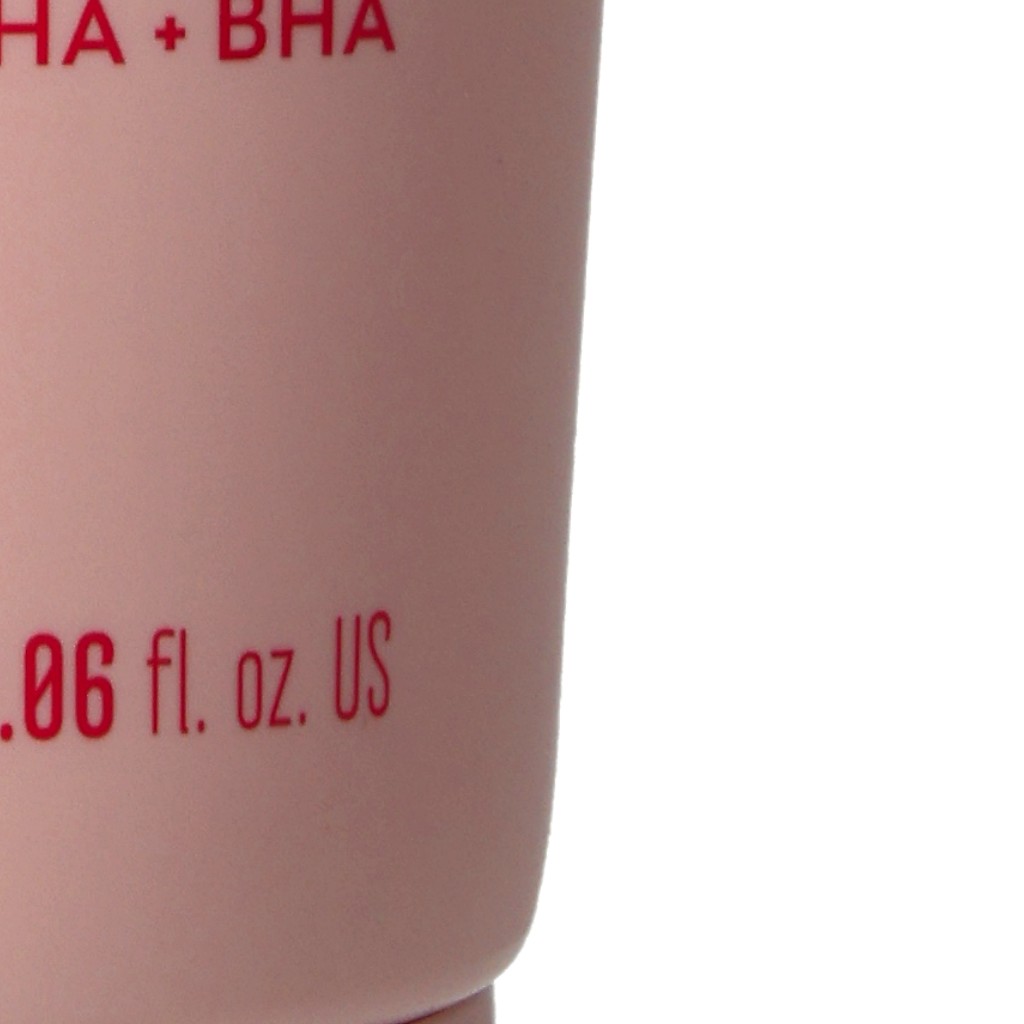 HA + BHA
.06 fl. oz. US